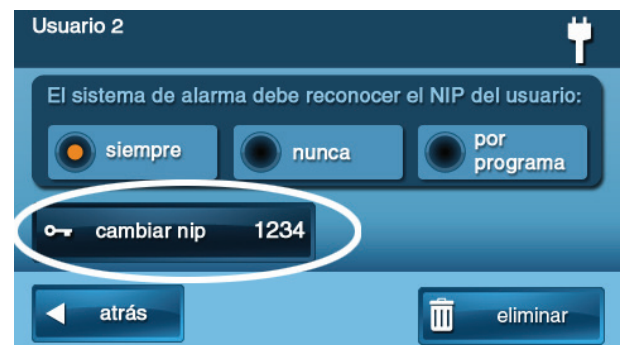 Usuario 2
El sistema de alarma debe reconocer el NIP del usuario:
siempre
nunca
por
programa
cambiar nip 1234
atrás
eliminar